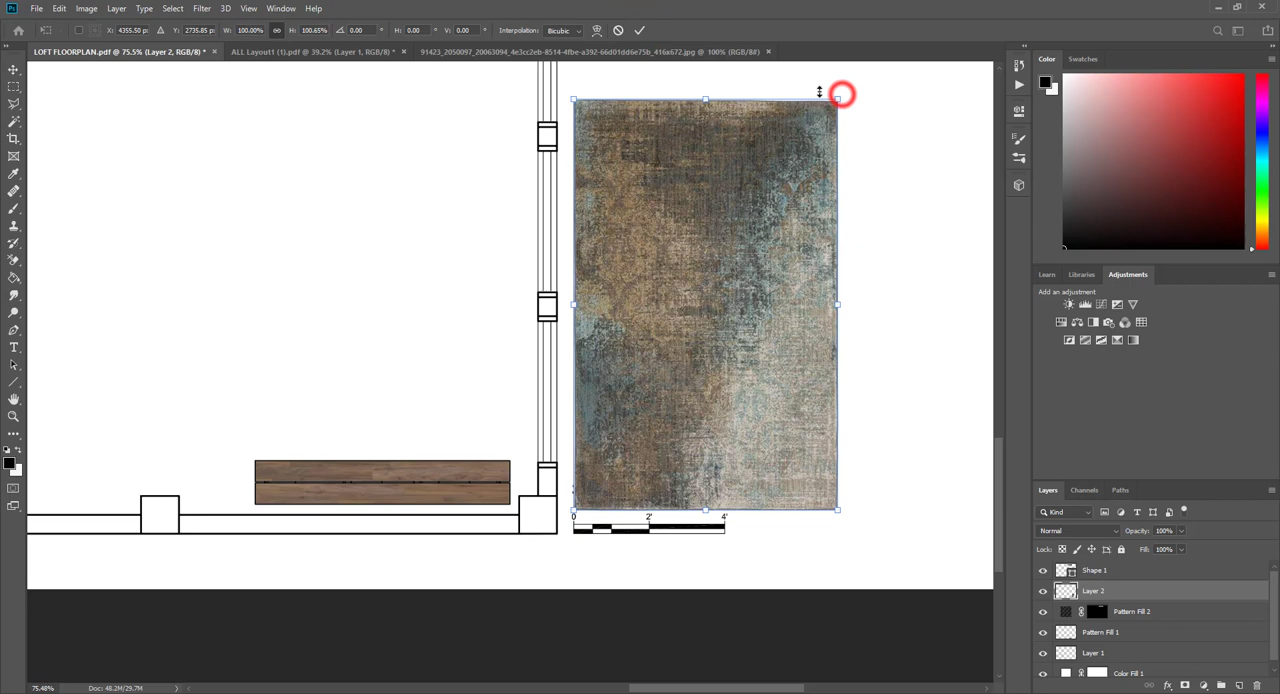 Ps File Edit Image Layer Type Select Filter 3D View Window Help
X: 4355.50 px Y: 2735.85 px W: 100.00% H: 100.65% 0.00 ° H: 0.00 ° V: 0.00 ° Interpolation: Bicubic
LOFT FLOORPLAN.pdf @ 75.5% (Layer 2, RGB/8) * × ALL Layout1 (1).pdf @ 39.2% (Layer 1, RGB/8) * × 91423_2050097_20063094_4e3cc2eb-8514-4fbe-a392-66d01dd6e75b_416x672.jpg @ 100% (RGB/8#) ×
Color Swatches
Learn Libraries Adjustments
Add an adjustment
Layers Channels Paths
Kind
Normal Opacity: 100%
Lock: Fill: 100%
Shape 1
Layer 2
Pattern Fill 2
Pattern Fill 1
Layer 1
Color Fill 1
0 2' 4'
75.48% Doc: 48.2M/29.7M